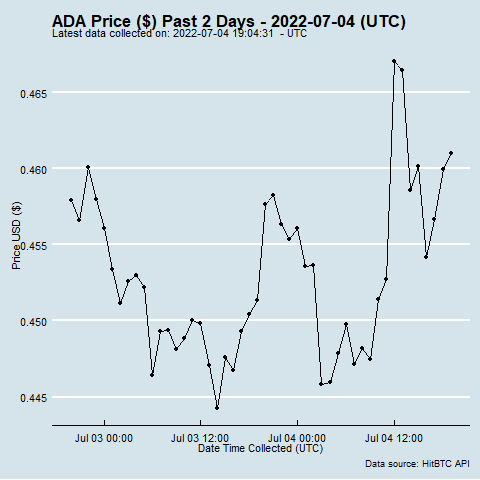 ADA Price ($) Past 2 Days - 2022-07-04 (UTC)
Latest data collected on: 2022-07-04 19:04:31 - UTC
0.465
0.460
0.455
0.450
0.445
Price USD ($)
Jul 03 00:00 Jul 03 12:00 Jul 04 00:00 Jul 04 12:00
Date Time Collected (UTC)
Data source: HitBTC API